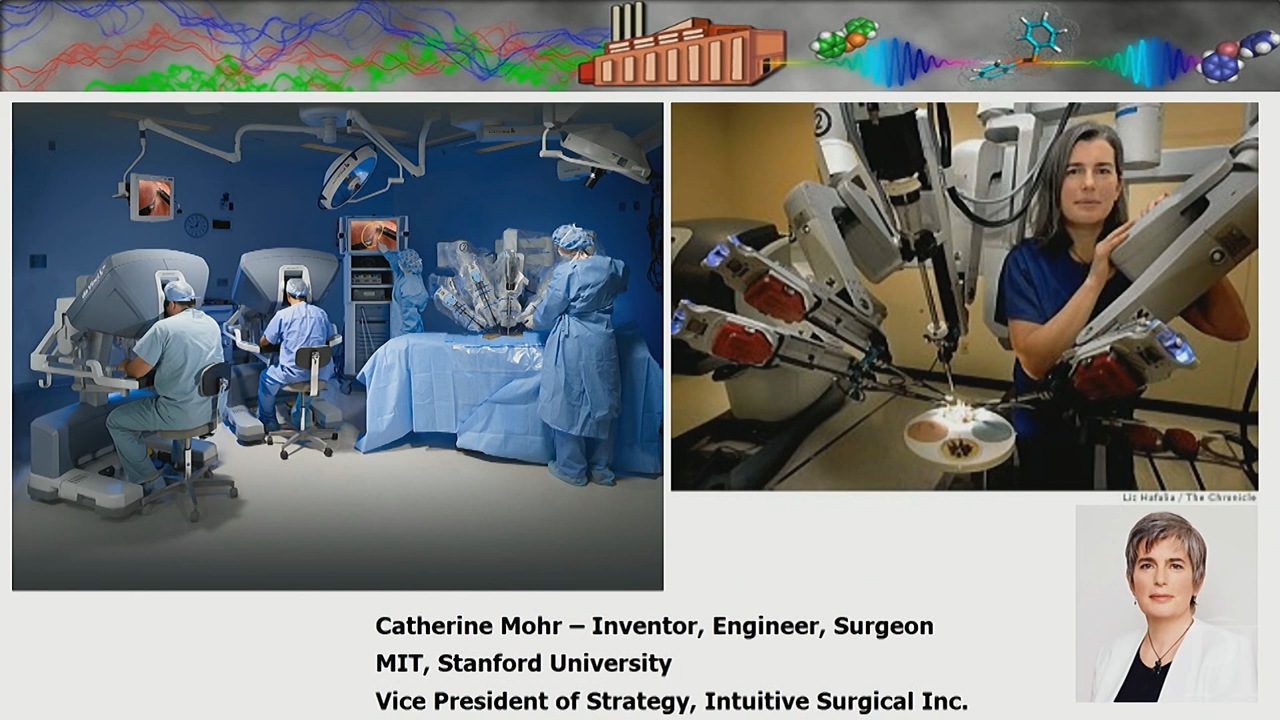 Liz Hafalia / The Chronicle
Catherine Mohr – Inventor, Engineer, Surgeon
MIT, Stanford University
Vice President of Strategy, Intuitive Surgical Inc.